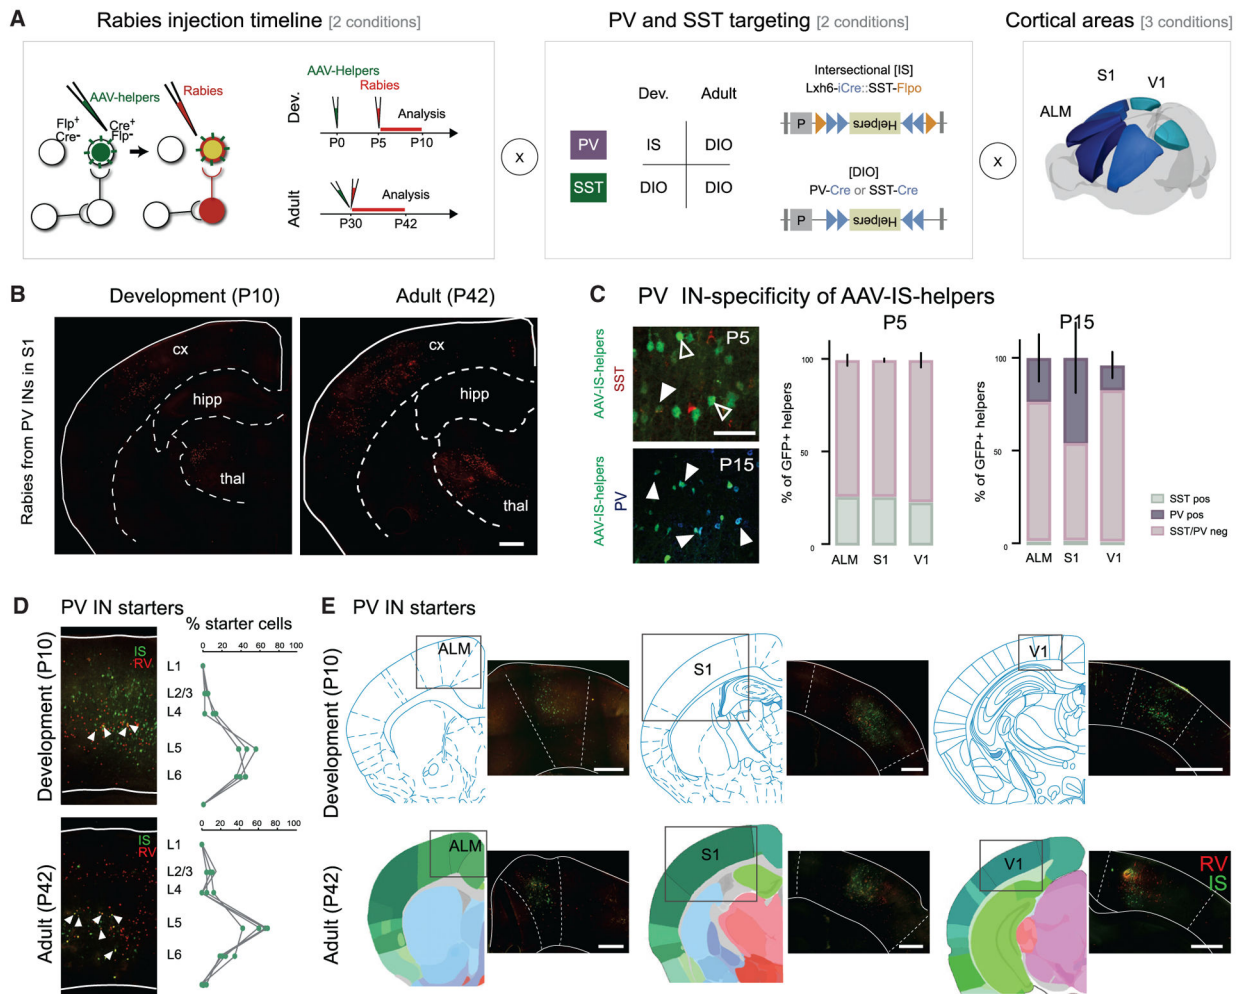 A
Rabies injection timeline [2 conditions]
PV and SST targeting [2 conditions]
Cortical areas [3 conditions]
AAV-helpers
Rabies
Flp+
Cre-
Cre+
Flp-
Dev.
AAV-Helpers
Rabies
Analysis
P0
P5
P10
Adult
Analysis
P30
P42
x
Dev.
Adult
PV
IS
DIO
SST
DIO
DIO
Intersectional [IS]
Lxh6-iCre::SST-Flpo
P
Helpers
[DIO]
PV-Cre or SST-Cre
P
Helpers
x
S1
V1
ALM
B
Development (P10)
Adult (P42)
Rabies from PV INs in S1
cx
hipp
thal
cx
hipp
thal
C
PV IN-specificity of AAV-IS-helpers
AAV-IS-helpers
SST
P5
AAV-IS-helpers
PV
P15
P5
% of GFP+ helpers
100
50
0
ALM
S1
V1
P15
% of GFP+ helpers
100
50
0
ALM
S1
V1
SST pos
PV pos
SST/PV neg
D
PV IN starters
% starter cells
Development (P10)
IS
RV
0 20 40 60 80 100
L1
L2/3
L4
L5
L6
Adult (P42)
IS
RV
0 20 40 60 80 100
L1
L2/3
L4
L5
L6
E
PV IN starters
Development (P10)
ALM
S1
V1
Adult (P42)
ALM
S1
V1
RV
IS